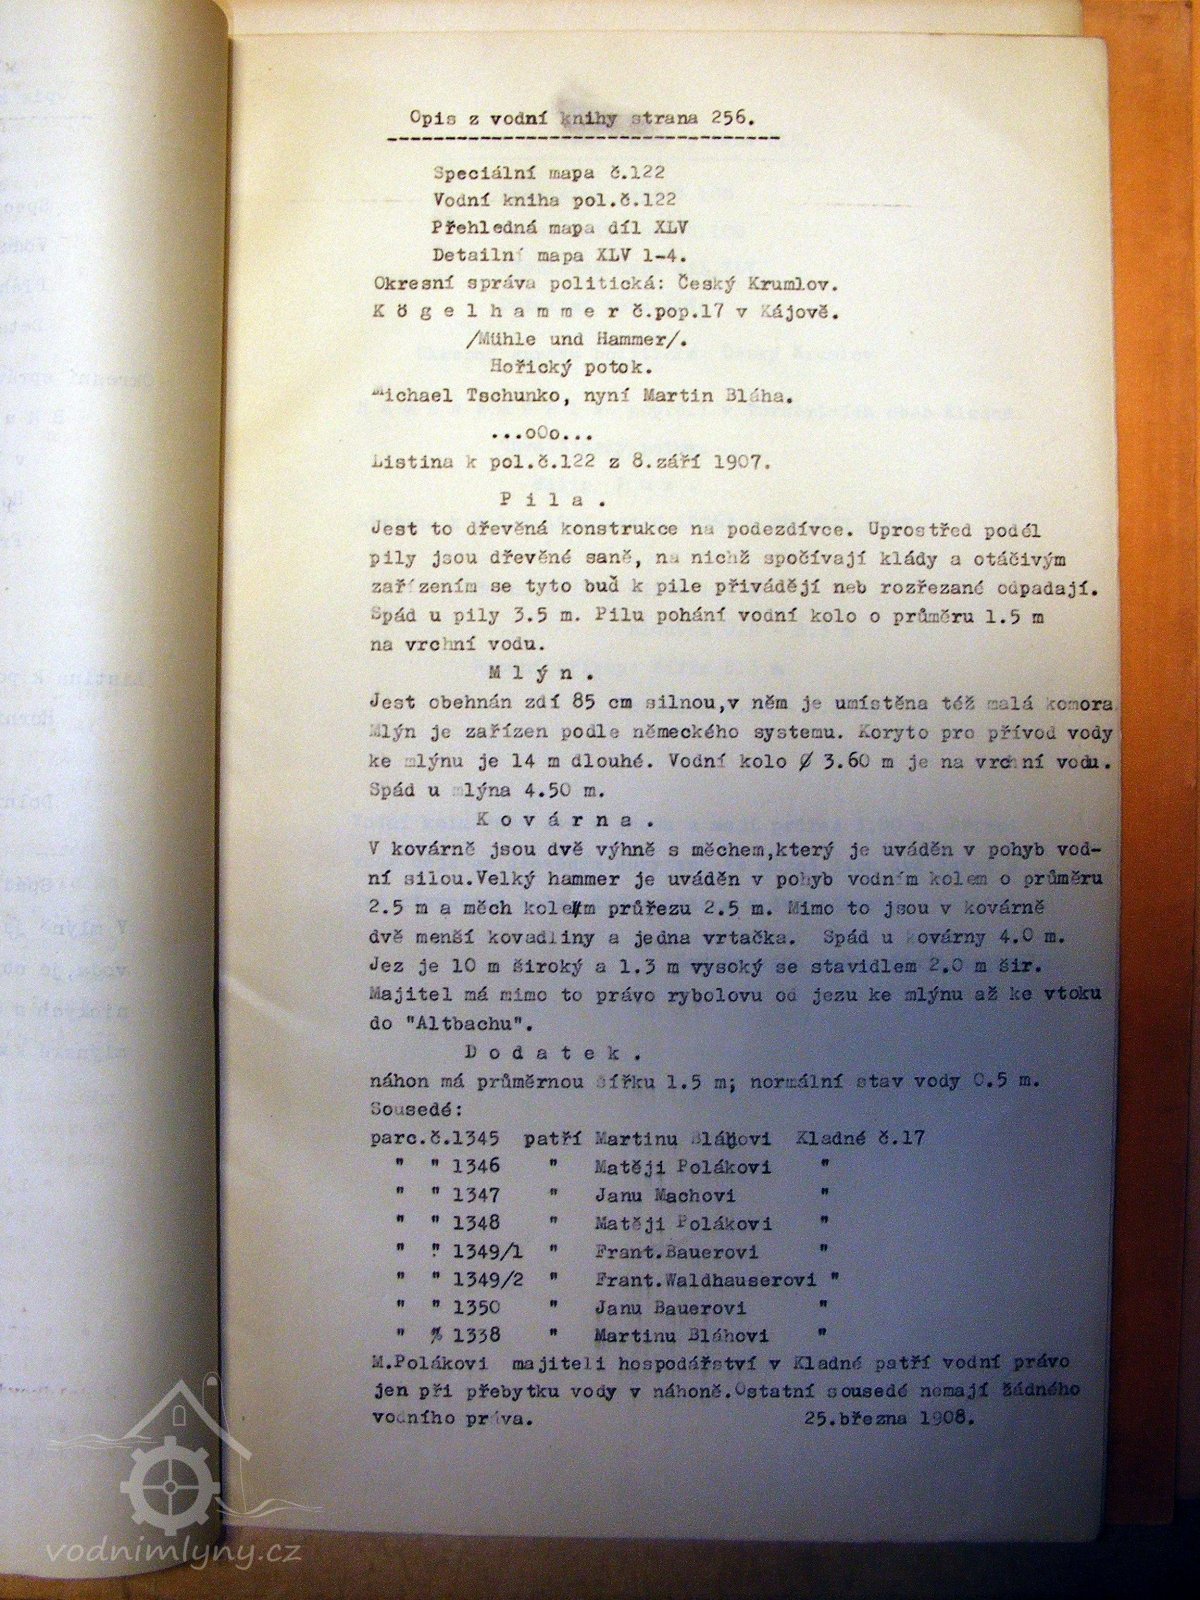 Opis z vodní knihy strana 256.
Speciální mapa č.122
Vodní kniha pol.č.122
Přehledná mapa díl XLV
Detailní mapa XLV 1-4.
Okresní správa politická: Český Krumlov.
K ö g e l h a m m e r č.pop.17 v Kájově.
/Mühle und Hammer/.
Hořický potok.
Michael Tschunko, nyní Martin Bláha.
...oOo...
Listina k pol.č.122 z 8.září 1907.
P i l a .
Jest to dřevěná konstrukce na podezdívce. Uprostřed podél
pily jsou dřevěné saně, na nichž spočívají klády a otáčivým
zařízením se tyto buď k pile přivádějí neb rozřezané odpadají.
Spád u pily 3.5 m. Pilu pohání vodní kolo o průměru 1.5 m
na vrchní vodu.
M l ý n .
Jest obehnán zdí 85 cm silnou,v něm je umístěna též malá komora
Mlýn je zařízen podle německého systemu. Koryto pro přívod vody
ke mlýnu je 14 m dlouhé. Vodní kolo Ø 3.60 m je na vrchní vodu.
Spád u mlýna 4.50 m.
K o v á r n a .
V kovárně jsou dvě výhně s měchem,který je uváděn v pohyb vod-
ní silou.Velký hammer je uváděn v pohyb vodním kolem o průměru
2.5 m a měch kolem průřezu 2.5 m. Mimo to jsou v kovárně
dvě menší kovadliny a jedna vrtačka. Spád u kovárny 4.0 m.
Jez je 10 m široký a 1.3 m vysoký se stavidlem 2.0 m šir.
Majitel má mimo to právo rybolovu od jezu ke mlýnu až ke vtoku
do "Altbachu".
D o d a t e k .
náhon má průměrnou šířku 1.5 m; normální stav vody 0.5 m.
Sousedé:
parc.č.1345 patří Martinu Bláhovi Kladné č.17
" " 1346 " Matěji Polákovi "
" " 1347 " Janu Machovi "
" " 1348 " Matěji Polákovi "
" " 1349/1 " Frant.Bauerovi "
" " 1349/2 " Frant.Waldhauserovi "
" " 1350 " Janu Bauerovi "
" " 1338 " Martinu Bláhovi "
M.Polákovi majiteli hospodářství v Kladné patří vodní právo
jen při přebytku vody v náhoně.Ostatní sousedé nemají žádného
vodního práva. 25.března 1908.
vodnimlyny.cz